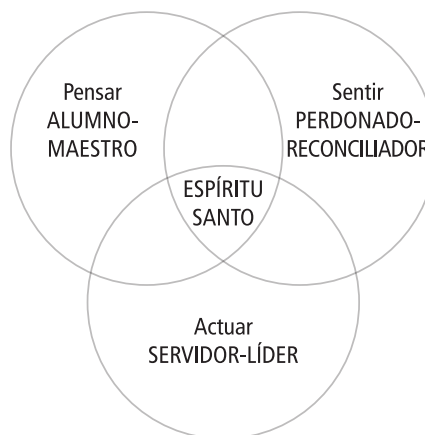 Pensar
ALUMNO-
MAESTRO
Sentir
PERDONADO-
RECONCILIADOR
ESPÍRITU
SANTO
Actuar
SERVIDOR-LÍDER